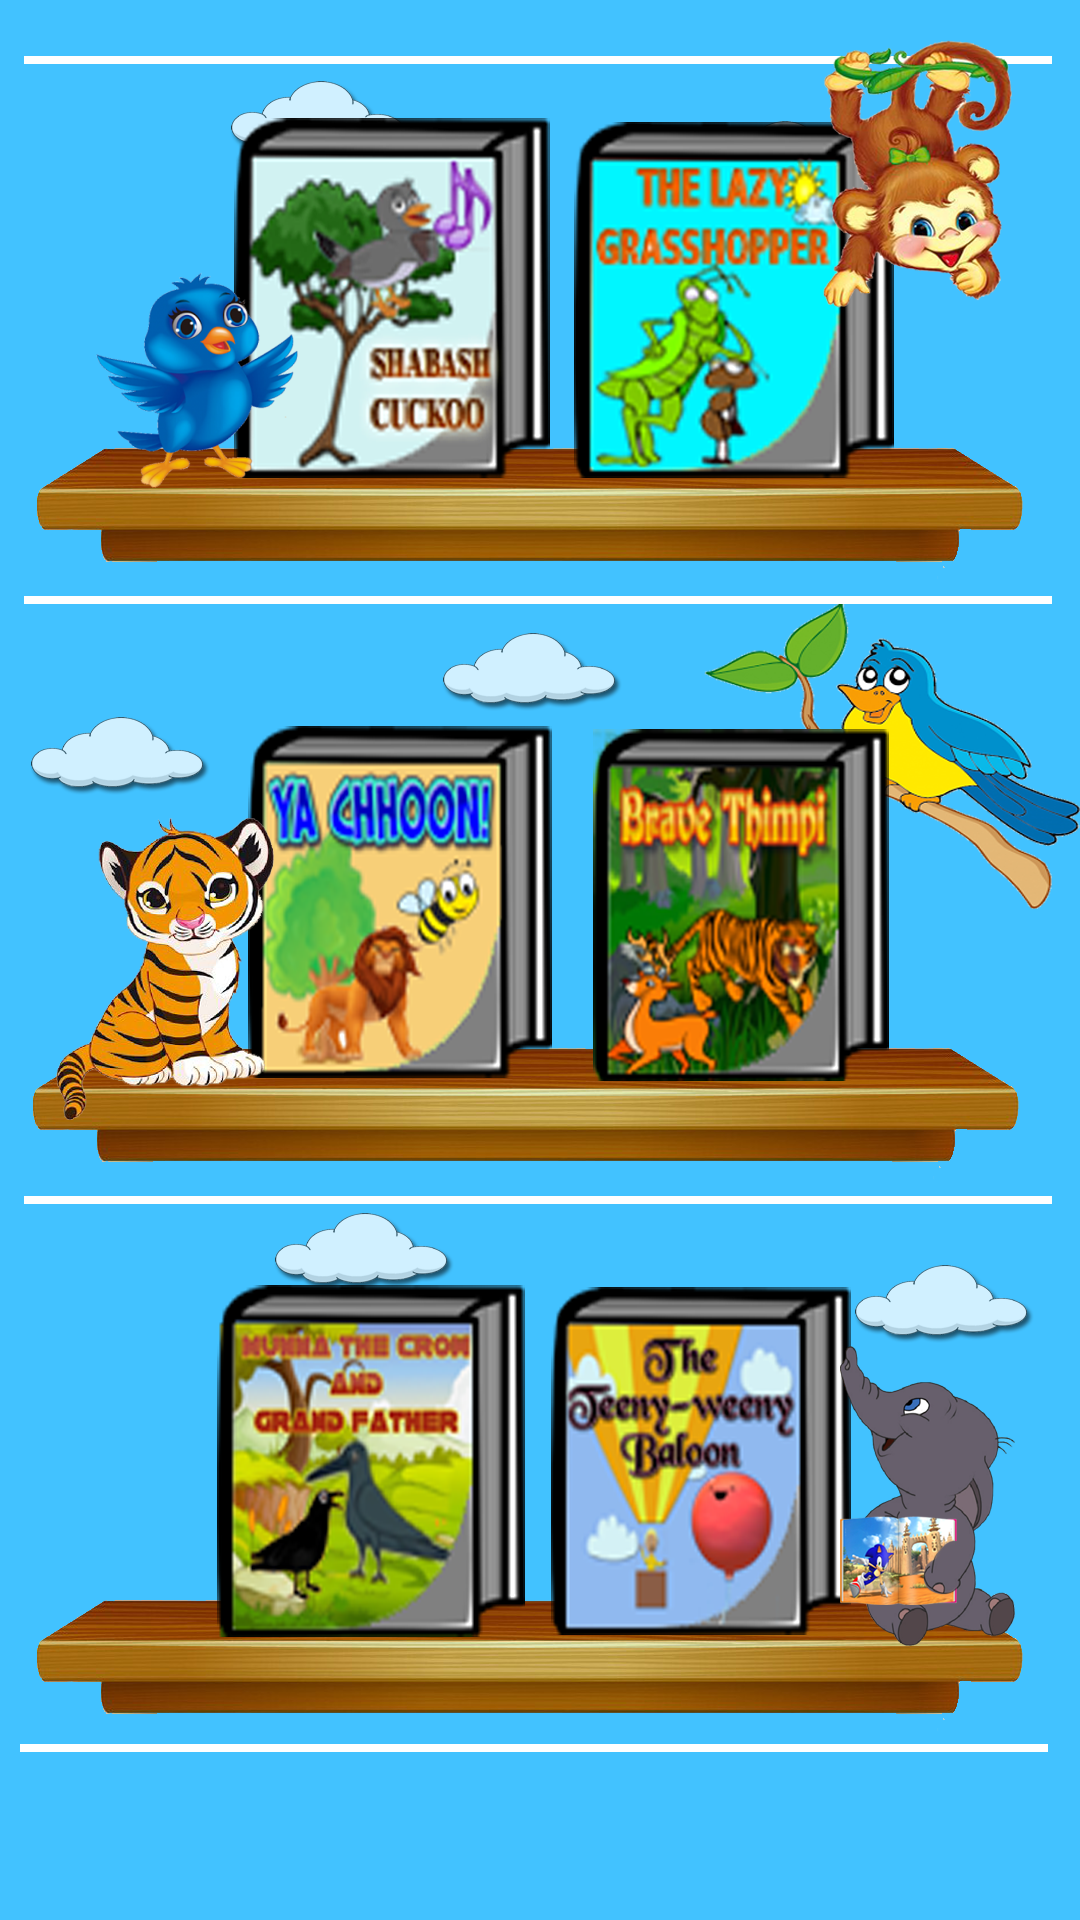 SHABASH
CUCKOO
THE LAZY
GRASSHOPPER
YA CHHOON!
Brave Thimpi
MUNNA THE CROW
AND
GRAND FATHER
The
Teeny-weeny
Baloon